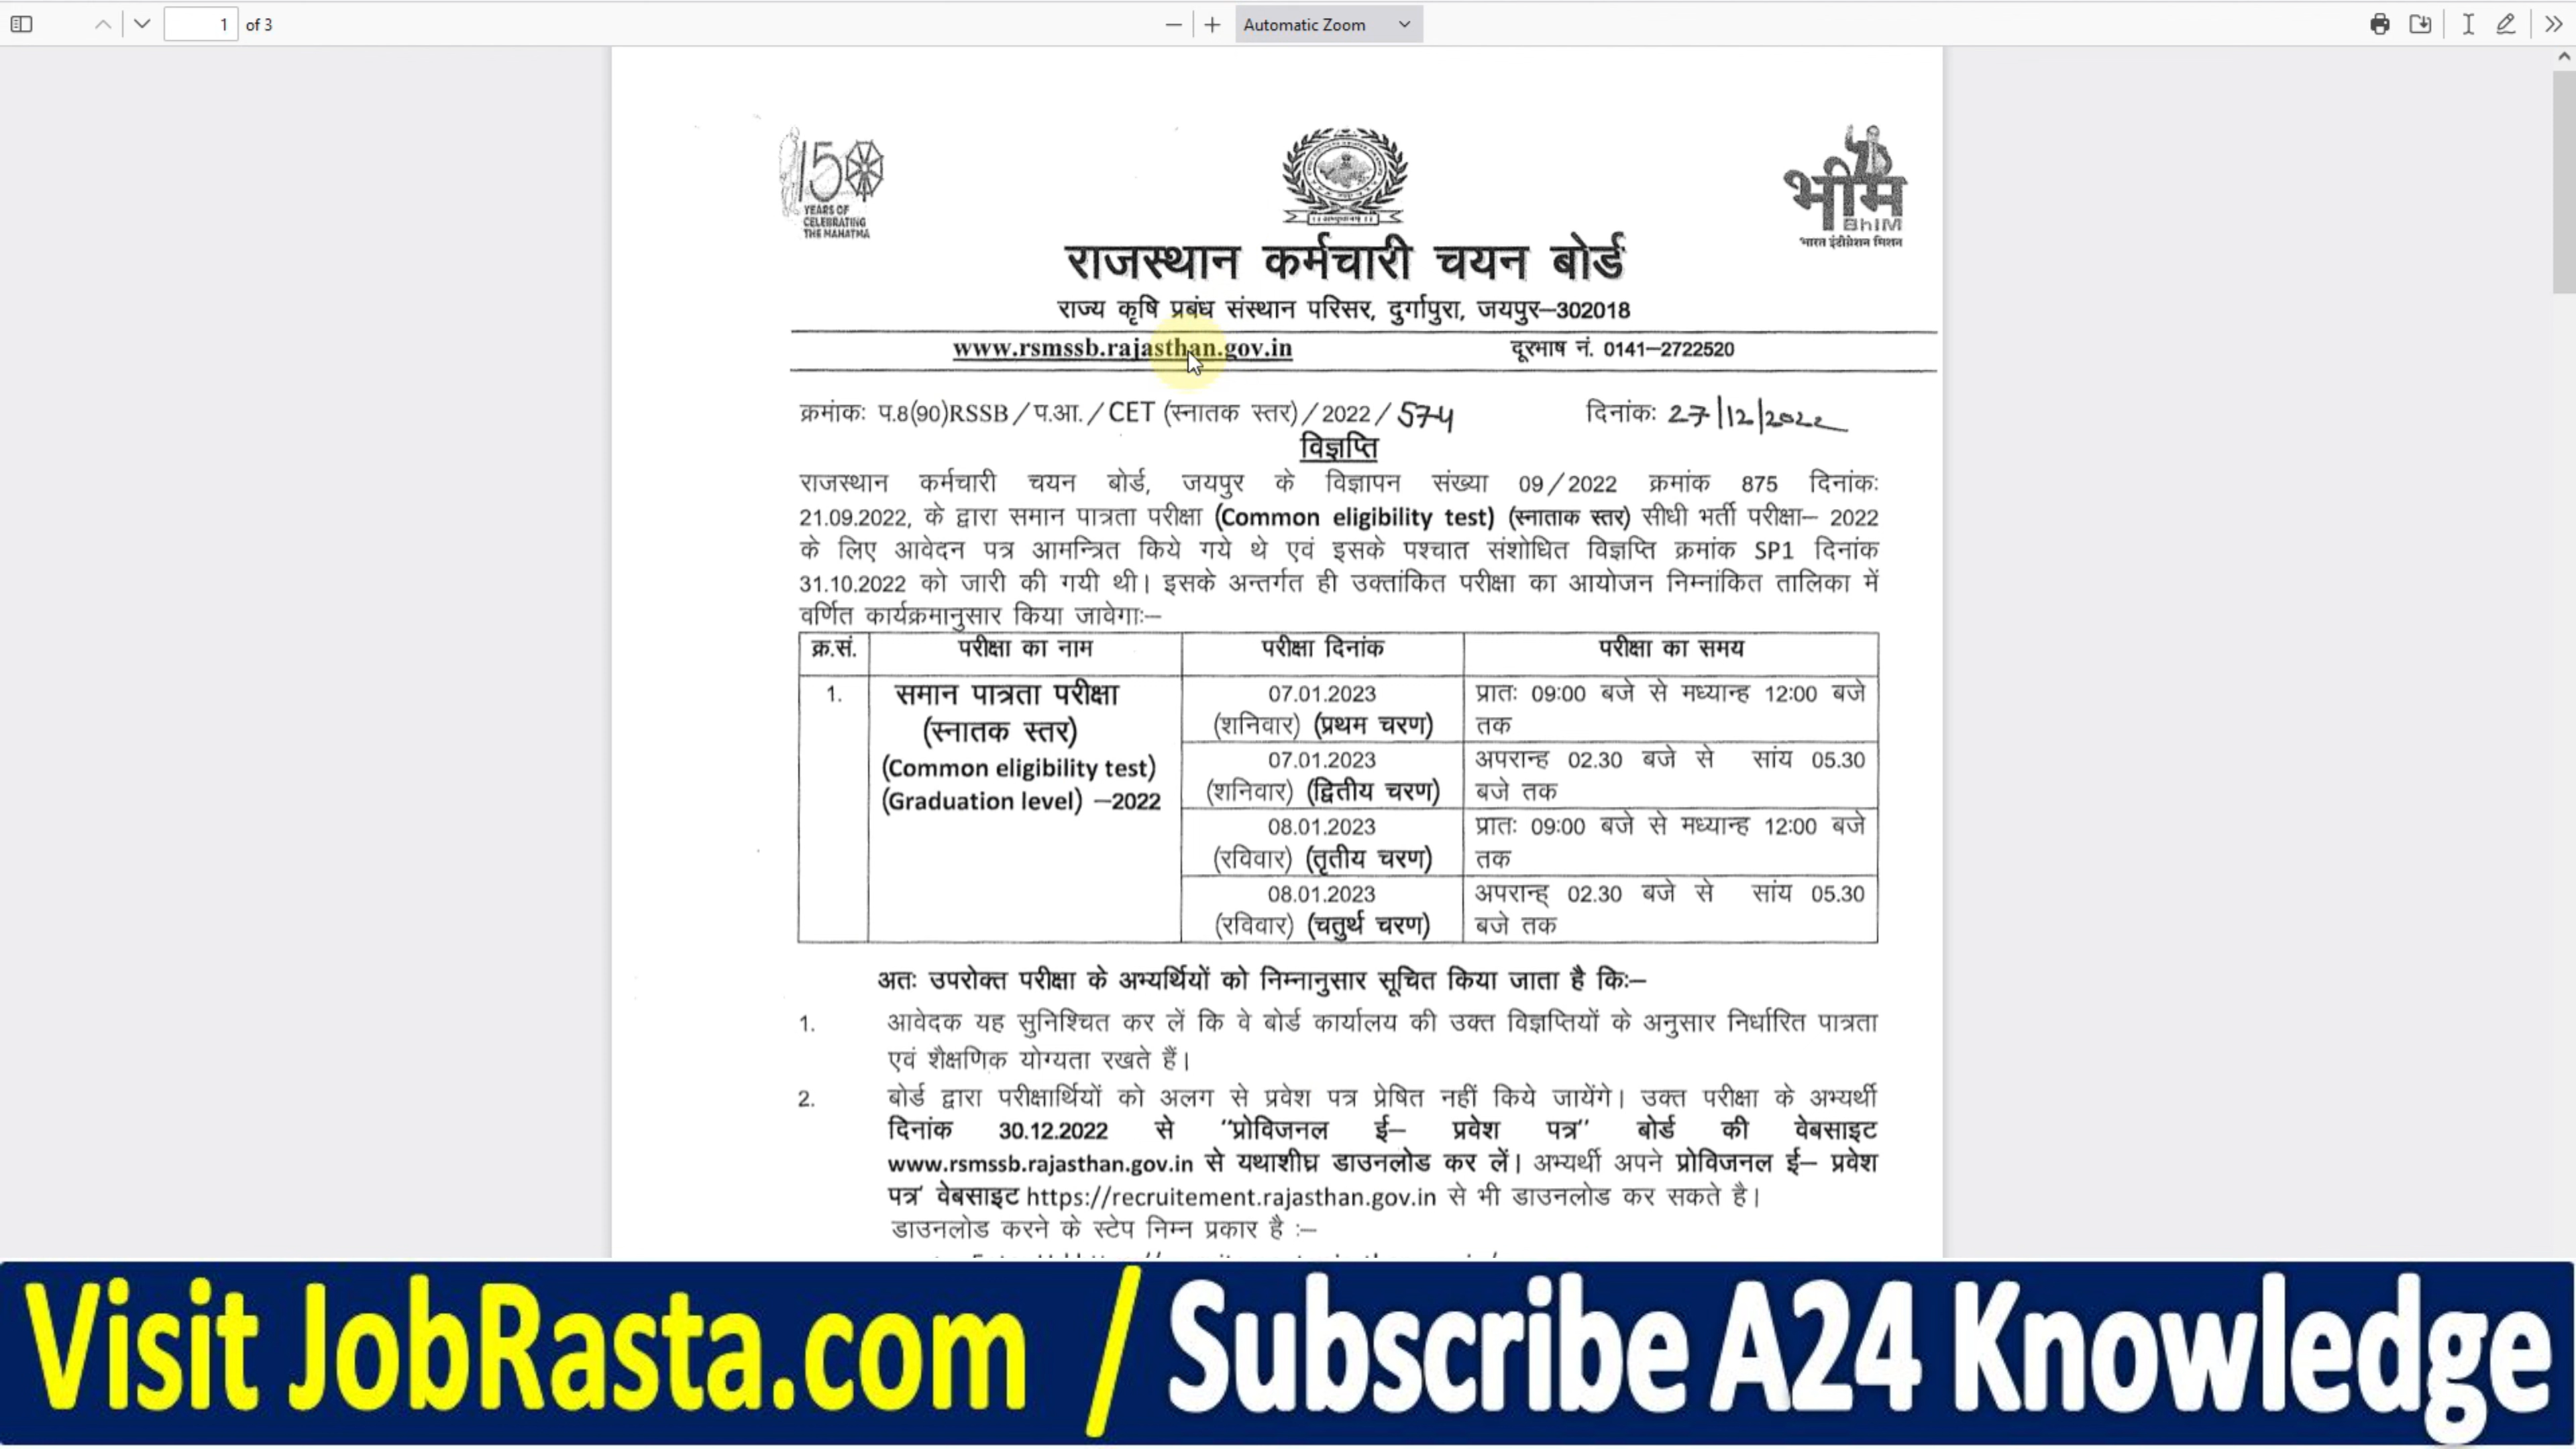 1 of 3 Automatic Zoom
150
YEARS OF
CELEBRATING
THE MAHATMA
भीम
BhIM
राजस्थान कर्मचारी चयन बोर्ड
राज्य कृषि प्रबंध संस्थान परिसर, दुर्गापुरा, जयपुर–302018
www.rsmssb.rajasthan.gov.in दूरभाष नं. 0141–2722520
क्रमांकः प.8(90)RSSB/प.आ./CET (स्नातक स्तर)/2022/574 दिनांकः 27/12/2022
विज्ञप्ति
राजस्थान कर्मचारी चयन बोर्ड, जयपुर के विज्ञापन संख्या 09/2022 क्रमांक 875 दिनांकः
21.09.2022, के द्वारा समान पात्रता परीक्षा (Common eligibility test) (स्नाताक स्तर) सीधी भर्ती परीक्षा– 2022
के लिए आवेदन पत्र आमन्त्रित किये गये थे एवं इसके पश्चात संशोधित विज्ञप्ति क्रमांक SP1 दिनांक
31.10.2022 को जारी की गयी थी। इसके अन्तर्गत ही उक्तांकित परीक्षा का आयोजन निम्नांकित तालिका में
वर्णित कार्यक्रमानुसार किया जावेगाः–
क्र.सं. परीक्षा का नाम परीक्षा दिनांक परीक्षा का समय
1. समान पात्रता परीक्षा
(स्नातक स्तर)
(Common eligibility test)
(Graduation level) –2022
07.01.2023 प्रातः 09:00 बजे से मध्यान्ह 12:00 बजे
(शनिवार) (प्रथम चरण) तक
07.01.2023 अपरान्ह 02.30 बजे से सांय 05.30
(शनिवार) (द्वितीय चरण) बजे तक
08.01.2023 प्रातः 09:00 बजे से मध्यान्ह 12:00 बजे
(रविवार) (तृतीय चरण) तक
08.01.2023 अपरान्ह् 02.30 बजे से सांय 05.30
(रविवार) (चतुर्थ चरण) बजे तक
अतः उपरोक्त परीक्षा के अभ्यर्थियों को निम्नानुसार सूचित किया जाता है किः–
1. आवेदक यह सुनिश्चित कर लें कि वे बोर्ड कार्यालय की उक्त विज्ञप्तियों के अनुसार निर्धारित पात्रता
एवं शैक्षणिक योग्यता रखते हैं।
2. बोर्ड द्वारा परीक्षार्थियों को अलग से प्रवेश पत्र प्रेषित नहीं किये जायेंगे। उक्त परीक्षा के अभ्यर्थी
दिनांक 30.12.2022 से "प्रोविजनल ई– प्रवेश पत्र" बोर्ड की वेबसाइट
www.rsmssb.rajasthan.gov.in से यथाशीघ्र डाउनलोड कर लें। अभ्यर्थी अपने प्रोविजनल ई– प्रवेश
पत्र' वेबसाइट https://recruitement.rajasthan.gov.in से भी डाउनलोड कर सकते है।
डाउनलोड करने के स्टेप निम्न प्रकार है :–
Visit JobRasta.com / Subscribe A24 Knowledge